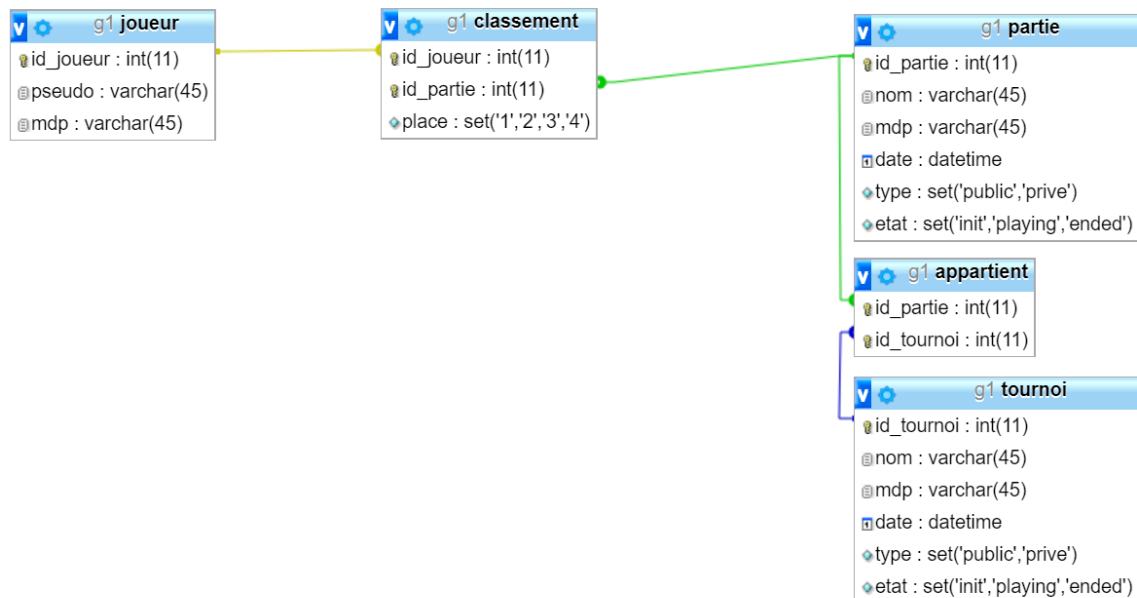 g1 joueur
id_joueur : int(11)
pseudo : varchar(45)
mdp : varchar(45)
g1 classement
id_joueur : int(11)
id_partie : int(11)
place : set('1','2','3','4')
g1 partie
id_partie : int(11)
nom : varchar(45)
mdp : varchar(45)
date : datetime
type : set('public','prive')
etat : set('init','playing','ended')
g1 appartient
id_partie : int(11)
id_tournoi : int(11)
g1 tournoi
id_tournoi : int(11)
nom : varchar(45)
mdp : varchar(45)
date : datetime
type : set('public','prive')
etat : set('init','playing','ended')